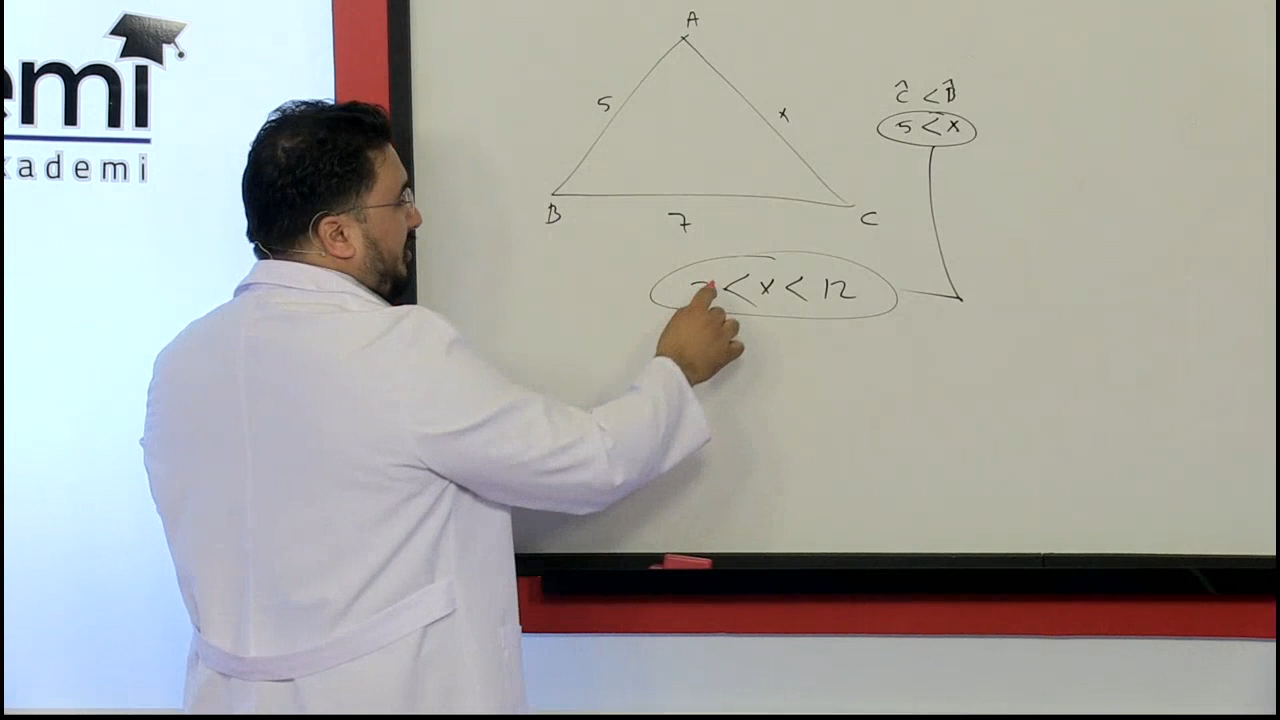 emi
kademi
A
5
x
B
7
C
Ĉ < B̂
5 < x
< x < 12